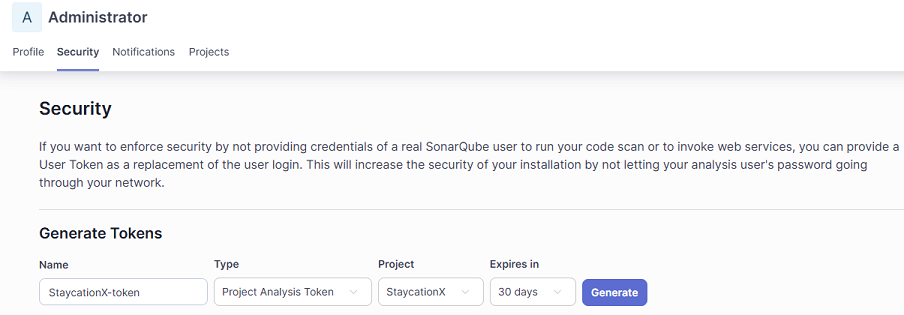 A Administrator
Profile Security Notifications Projects
Security
If you want to enforce security by not providing credentials of a real SonarQube user to run your code scan or to invoke web services, you can provide a
User Token as a replacement of the user login. This will increase the security of your installation by not letting your analysis user's password going
through your network.
Generate Tokens
Name Type Project Expires in
StaycationX-token Project Analysis Token StaycationX 30 days Generate